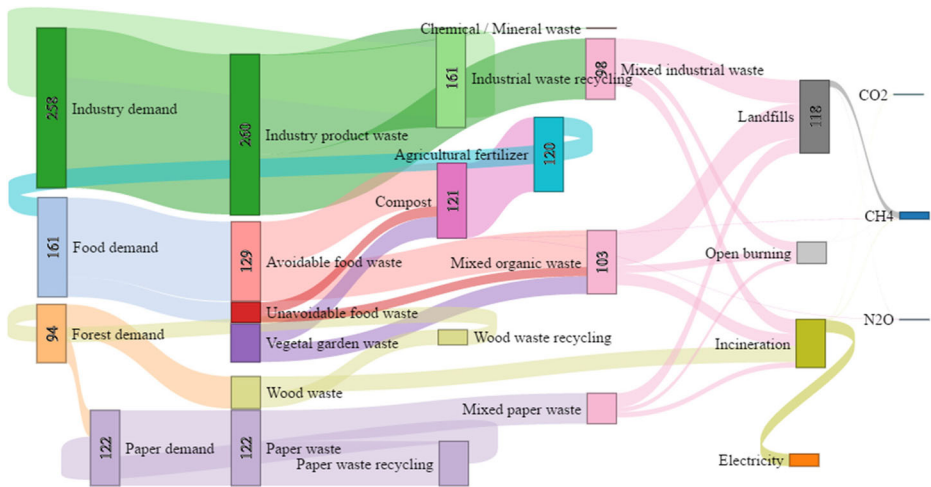 Chemical / Mineral waste
258
Industry demand
260
Industry product waste
161
Industrial waste recycling
98
Mixed industrial waste
Landfills
118
CO2
Agricultural fertilizer
120
Compost
121
161
Food demand
129
Avoidable food waste
Mixed organic waste
103
Open burning
CH4
Unavoidable food waste
Vegetal garden waste
94
Forest demand
Wood waste recycling
Incineration
N2O
Wood waste
Mixed paper waste
122
Paper demand
122
Paper waste
Paper waste recycling
Electricity